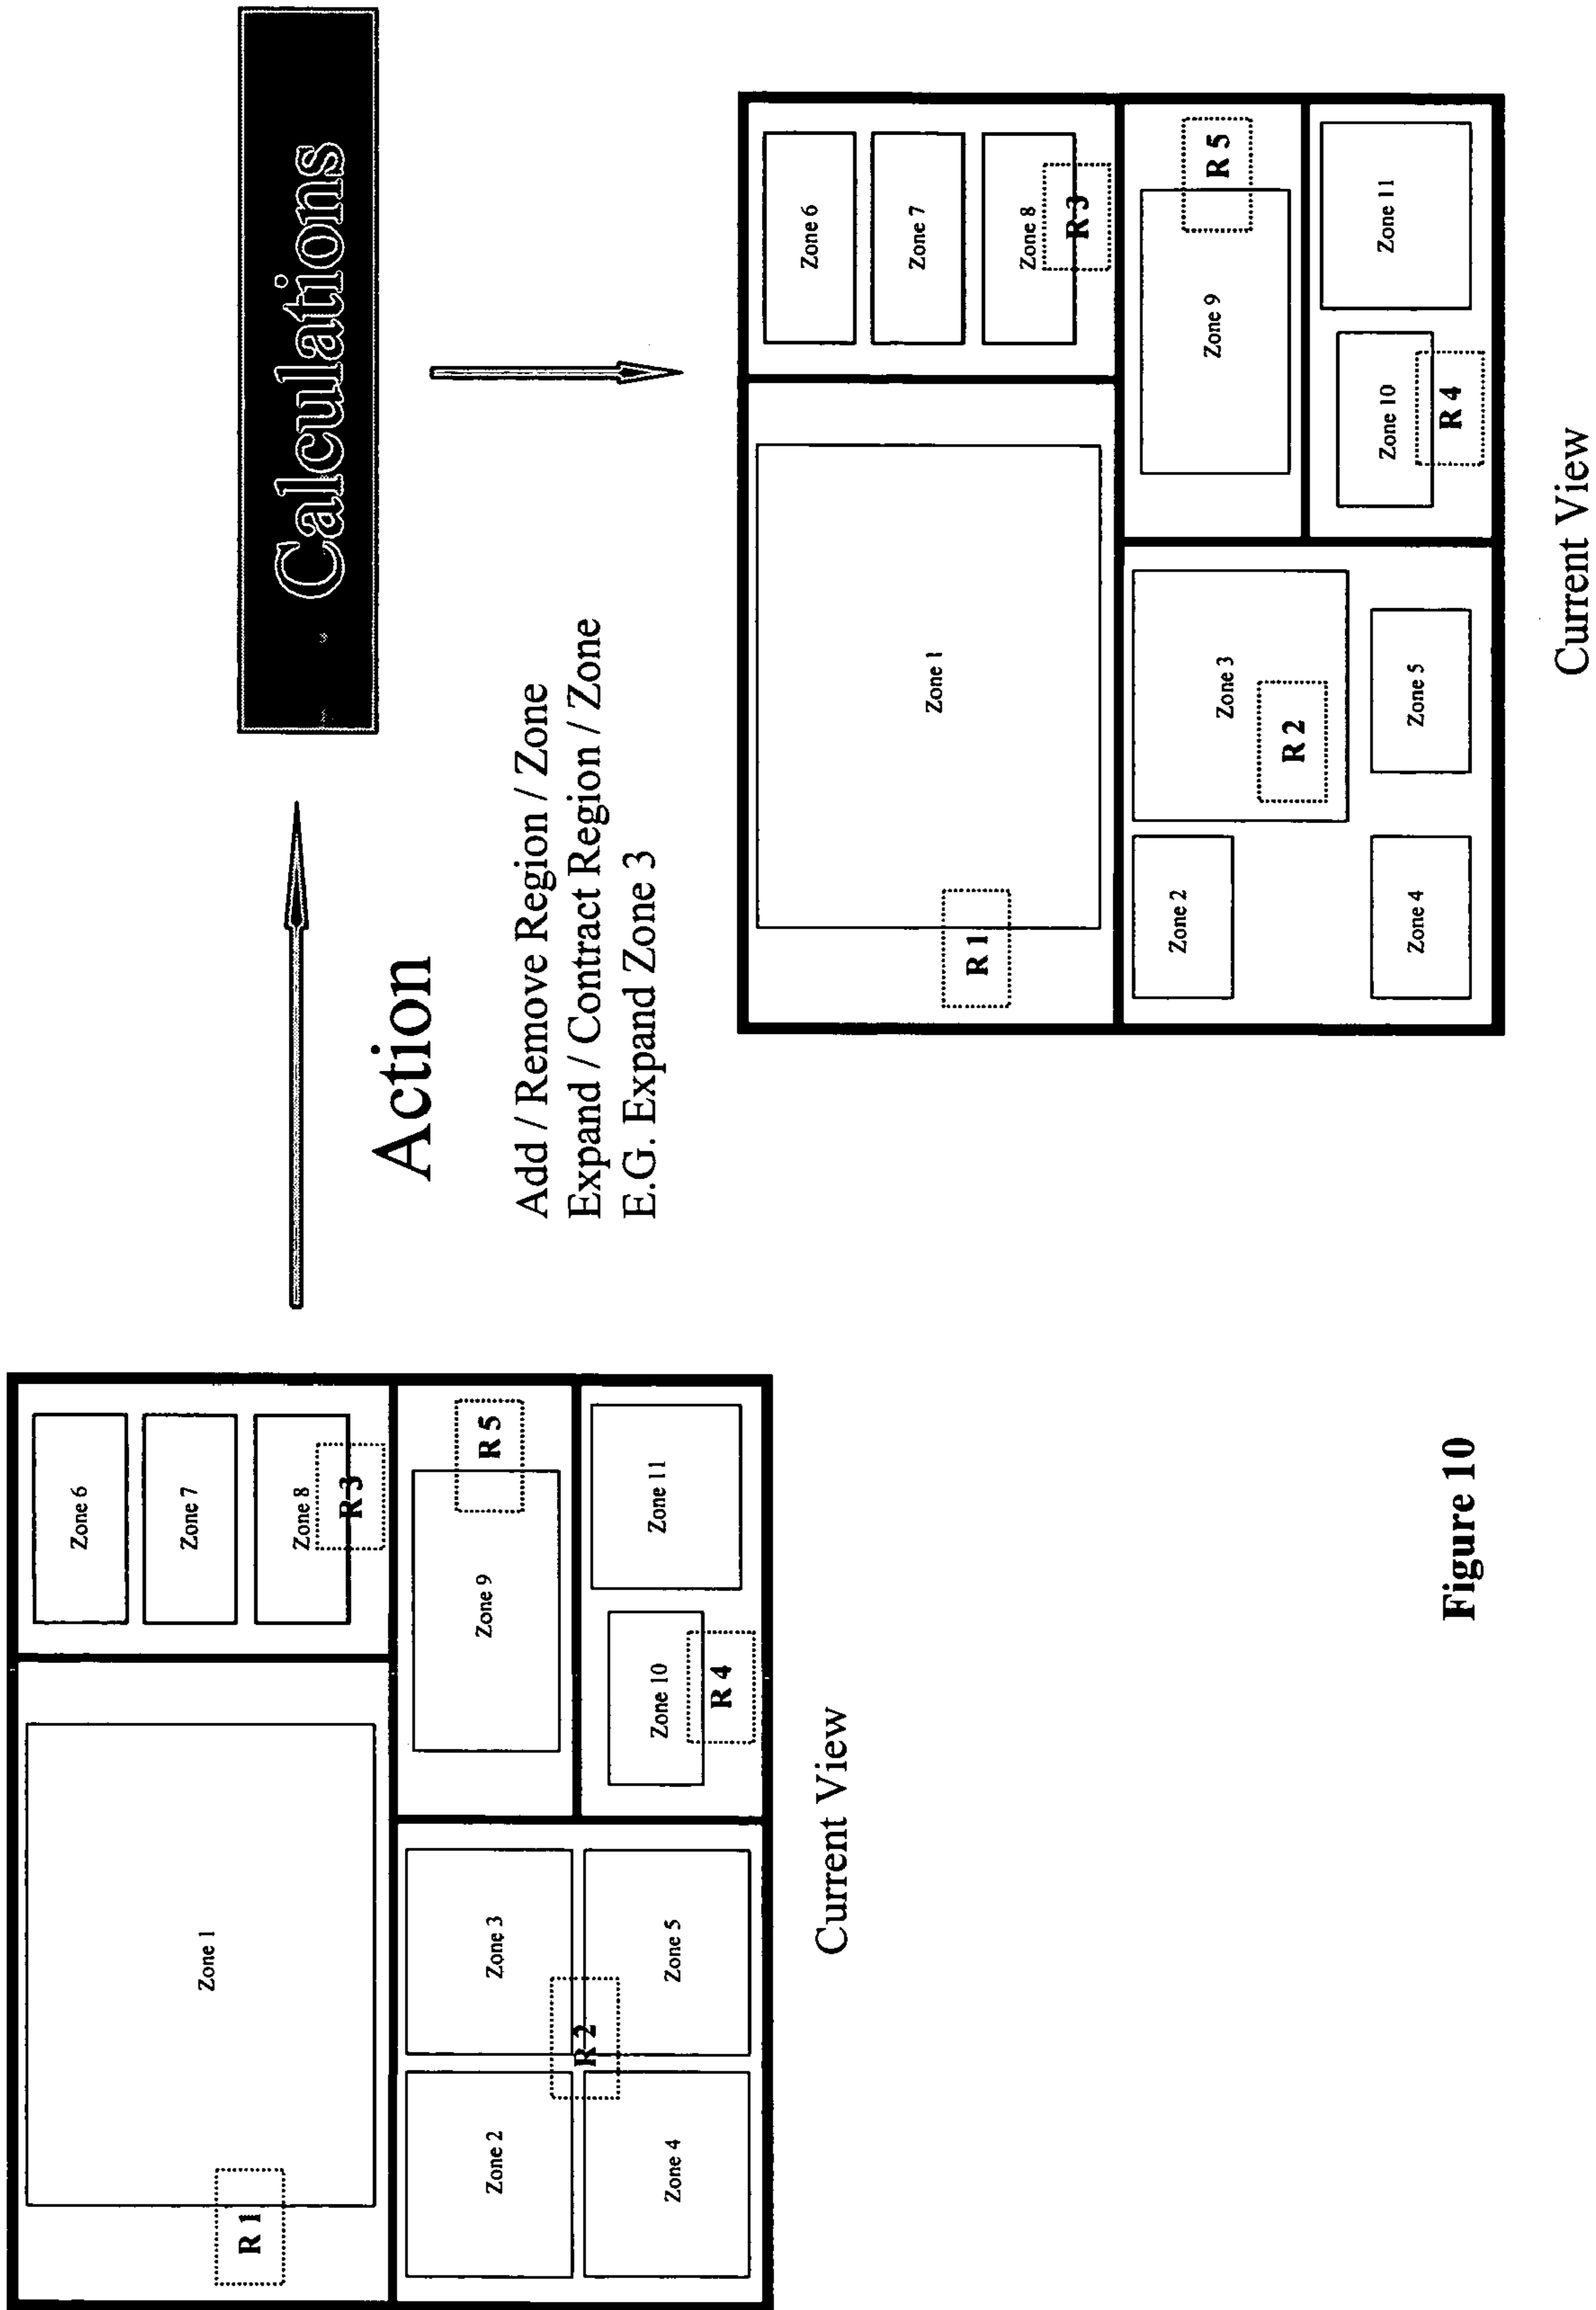 Zone 1
R 1
Zone 6
Zone 7
Zone 8
R 3
Zone 2
Zone 3
R 2
Zone 4
Zone 5
Zone 9
R 5
Zone 10
R 4
Zone 11
Current View
Action
Add / Remove Region / Zone
Expand / Contract Region / Zone
E.G. Expand Zone 3
Calculations
Zone 1
R 1
Zone 6
Zone 7
Zone 8
R 3
Zone 2
Zone 3
R 2
Zone 4
Zone 5
Zone 9
R 5
Zone 10
R 4
Zone 11
Current View
Figure 10